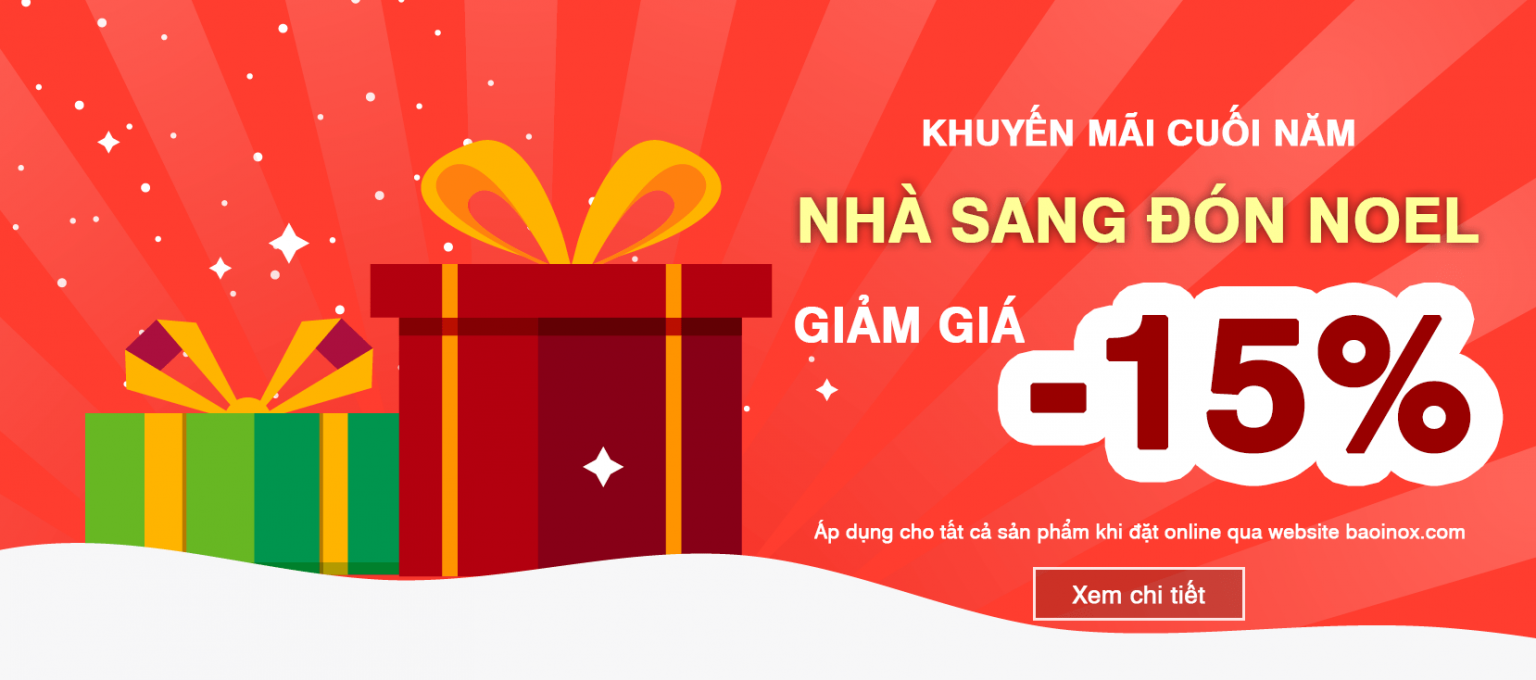 KHUYẾN MÃI CUỐI NĂM
NHÀ SANG ĐÓN NOEL
GIẢM GIÁ
-15%
Áp dụng cho tất cả sản phẩm khi đặt online qua website baoinox.com
Xem chi tiết